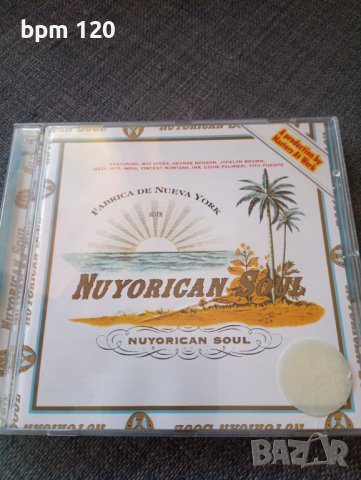 bpm 120
FEATURING: ROY AYERS, GEORGE BENSON, JOCELYN BROWN,
JAZZY JEFF, INDIA, VINCENT MONTANA JNR, EDDIE PALMIERI, TITO PUENTE
A production by
Masters At Work
FABRICA DE NUEVA YORK
NUYORICAN SOUL
NUYORICAN SOUL
NUYORICAN SOUL
BAZAR